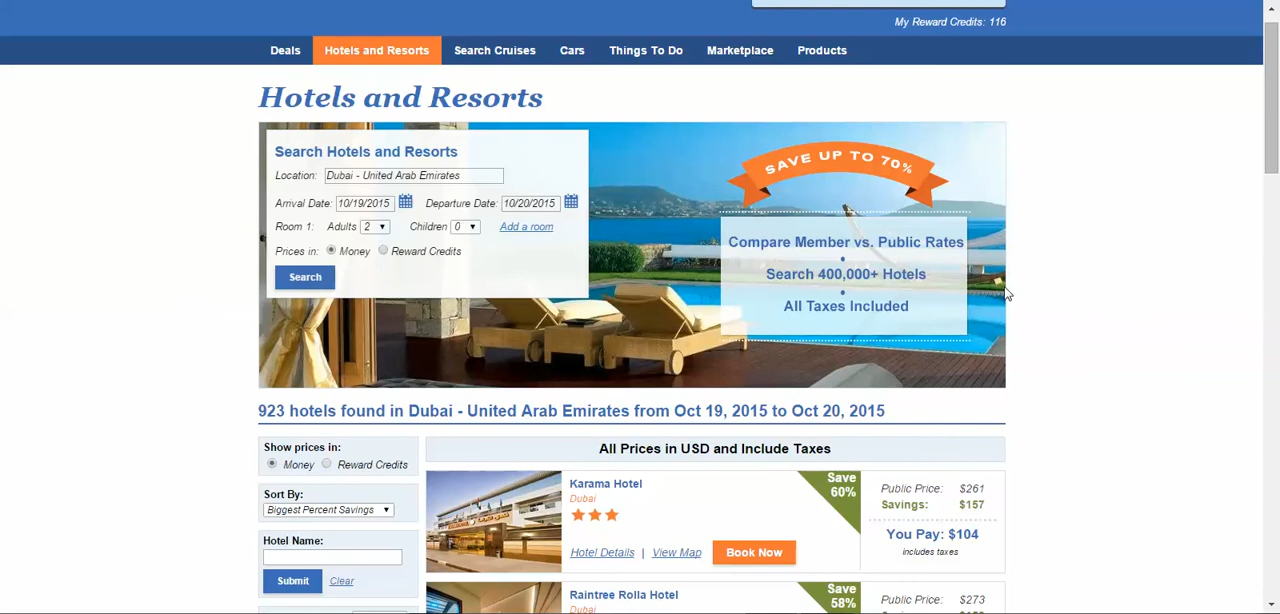 My Reward Credits: 116
Deals Hotels and Resorts Search Cruises Cars Things To Do Marketplace Products
Hotels and Resorts
Search Hotels and Resorts
Location: Dubai - United Arab Emirates
Arrival Date: 10/19/2015 Departure Date: 10/20/2015
Room 1: Adults 2 Children 0 Add a room
Prices in: Money Reward Credits
Search
SAVE UP TO 70%
Compare Member vs. Public Rates
•
Search 400,000+ Hotels
•
All Taxes Included
923 hotels found in Dubai - United Arab Emirates from Oct 19, 2015 to Oct 20, 2015
Show prices in:
Money Reward Credits
Sort By:
Biggest Percent Savings
Hotel Name:
Submit Clear
All Prices in USD and Include Taxes
Karama Hotel
Dubai
Hotel Details | View Map Book Now
Save
60%
Public Price: $261
Savings: $157
You Pay: $104
includes taxes
Raintree Rolla Hotel
Dubai
Save
58%
Public Price: $273